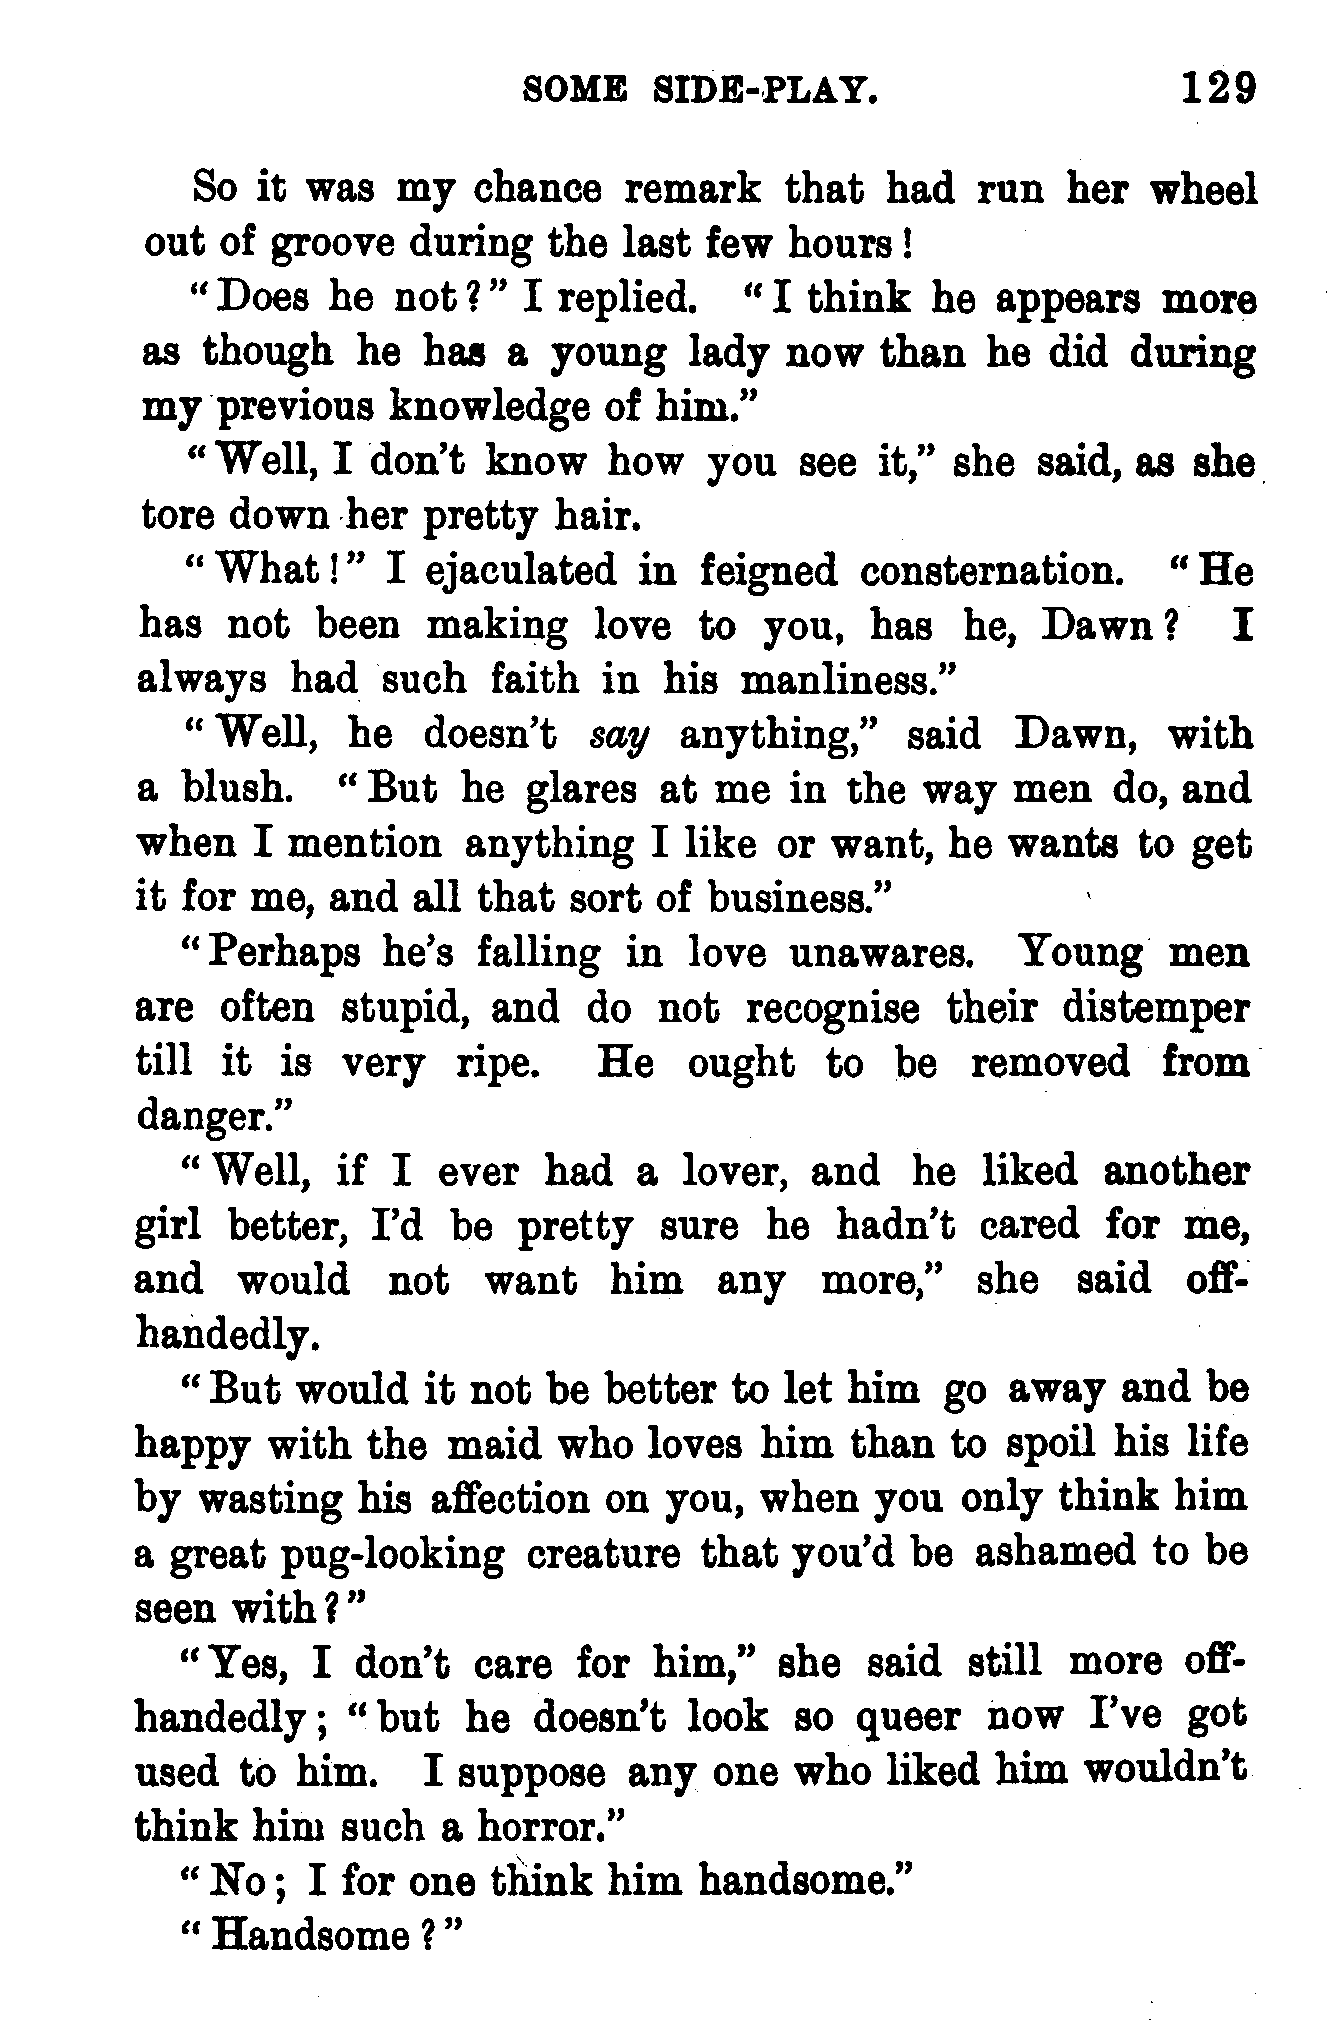 SOME SIDE-PLAY. 129
So it was my chance remark that had run her wheel
out of groove during the last few hours!
"Does he not?" I replied. "I think he appears more
as though he has a young lady now than he did during
my previous knowledge of him."
"Well, I don't know how you see it," she said, as she
tore down her pretty hair.
"What!" I ejaculated in feigned consternation. "He
has not been making love to you, has he, Dawn? I
always had such faith in his manliness."
"Well, he doesn't say anything," said Dawn, with
a blush. "But he glares at me in the way men do, and
when I mention anything I like or want, he wants to get
it for me, and all that sort of business."
"Perhaps he's falling in love unawares. Young men
are often stupid, and do not recognise their distemper
till it is very ripe. He ought to be removed from
danger."
"Well, if I ever had a lover, and he liked another
girl better, I'd be pretty sure he hadn't cared for me,
and would not want him any more," she said off-
handedly.
"But would it not be better to let him go away and be
happy with the maid who loves him than to spoil his life
by wasting his affection on you, when you only think him
a great pug-looking creature that you'd be ashamed to be
seen with?"
"Yes, I don't care for him," she said still more off-
handedly; "but he doesn't look so queer now I've got
used to him. I suppose any one who liked him wouldn't
think him such a horror."
"No; I for one think him handsome."
"Handsome?"